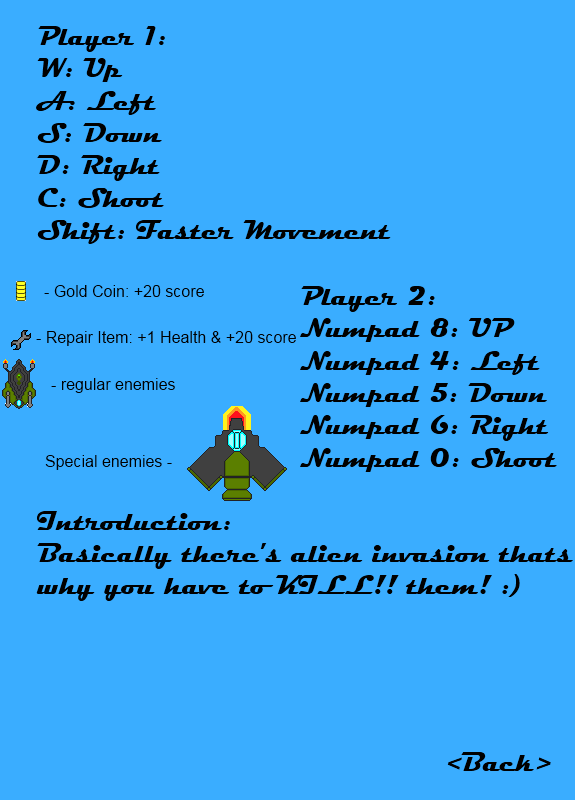 Player 1:
W: Up
A: Left
S: Down
D: Right
C: Shoot
Shift: Faster Movement
- Gold Coin: +20 score
- Repair Item: +1 Health & +20 score
- regular enemies
Special enemies -
Player 2:
Numpad 8: UP
Numpad 4: Left
Numpad 5: Down
Numpad 6: Right
Numpad 0: Shoot
Introduction:
Basically there's alien invasion thats
why you have to KILL!! them! :)
<Back>